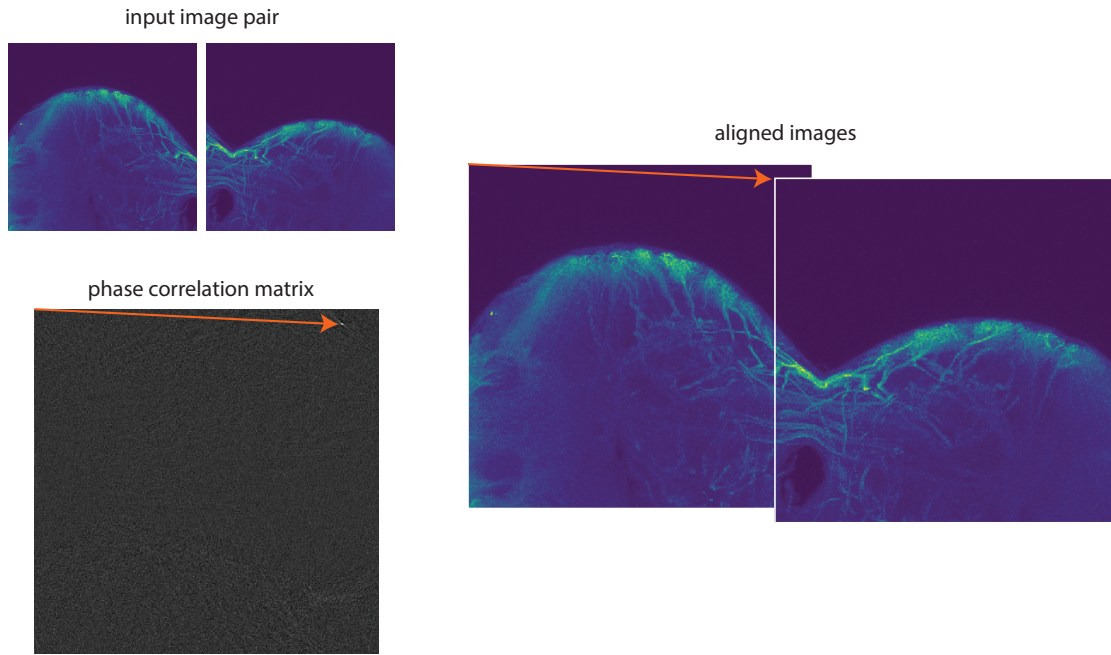 input image pair
aligned images
phase correlation matrix